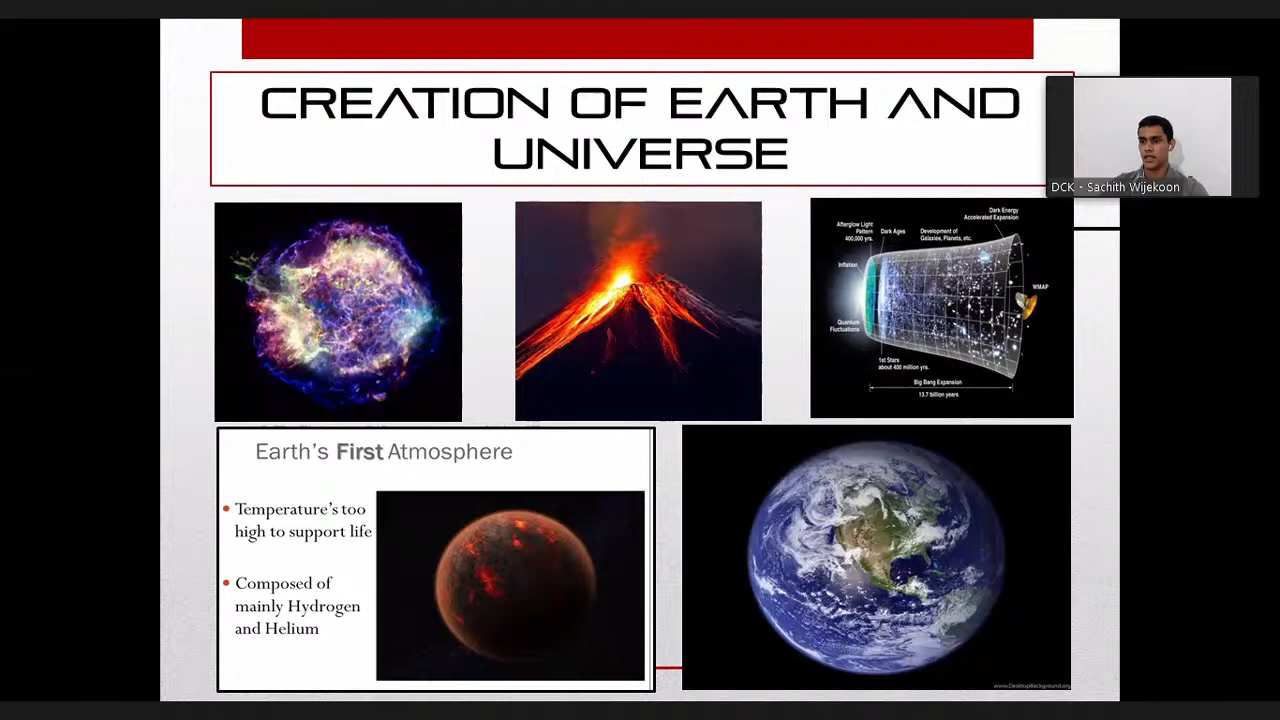 CREATION OF EARTH AND
UNIVERSE
DCK - Sachith Wijekoon
Dark Energy
Accelerated Expansion
Afterglow Light
Pattern
400,000 yrs.
Dark Ages
Development of
Galaxies, Planets, etc.
Inflation
WMAP
Quantum
Fluctuations
1st Stars
about 400 million yrs.
Big Bang Expansion
13.7 billion years
Earth's First Atmosphere
• Temperature's too
high to support life
• Composed of
mainly Hydrogen
and Helium
www.DesktopBackground.org